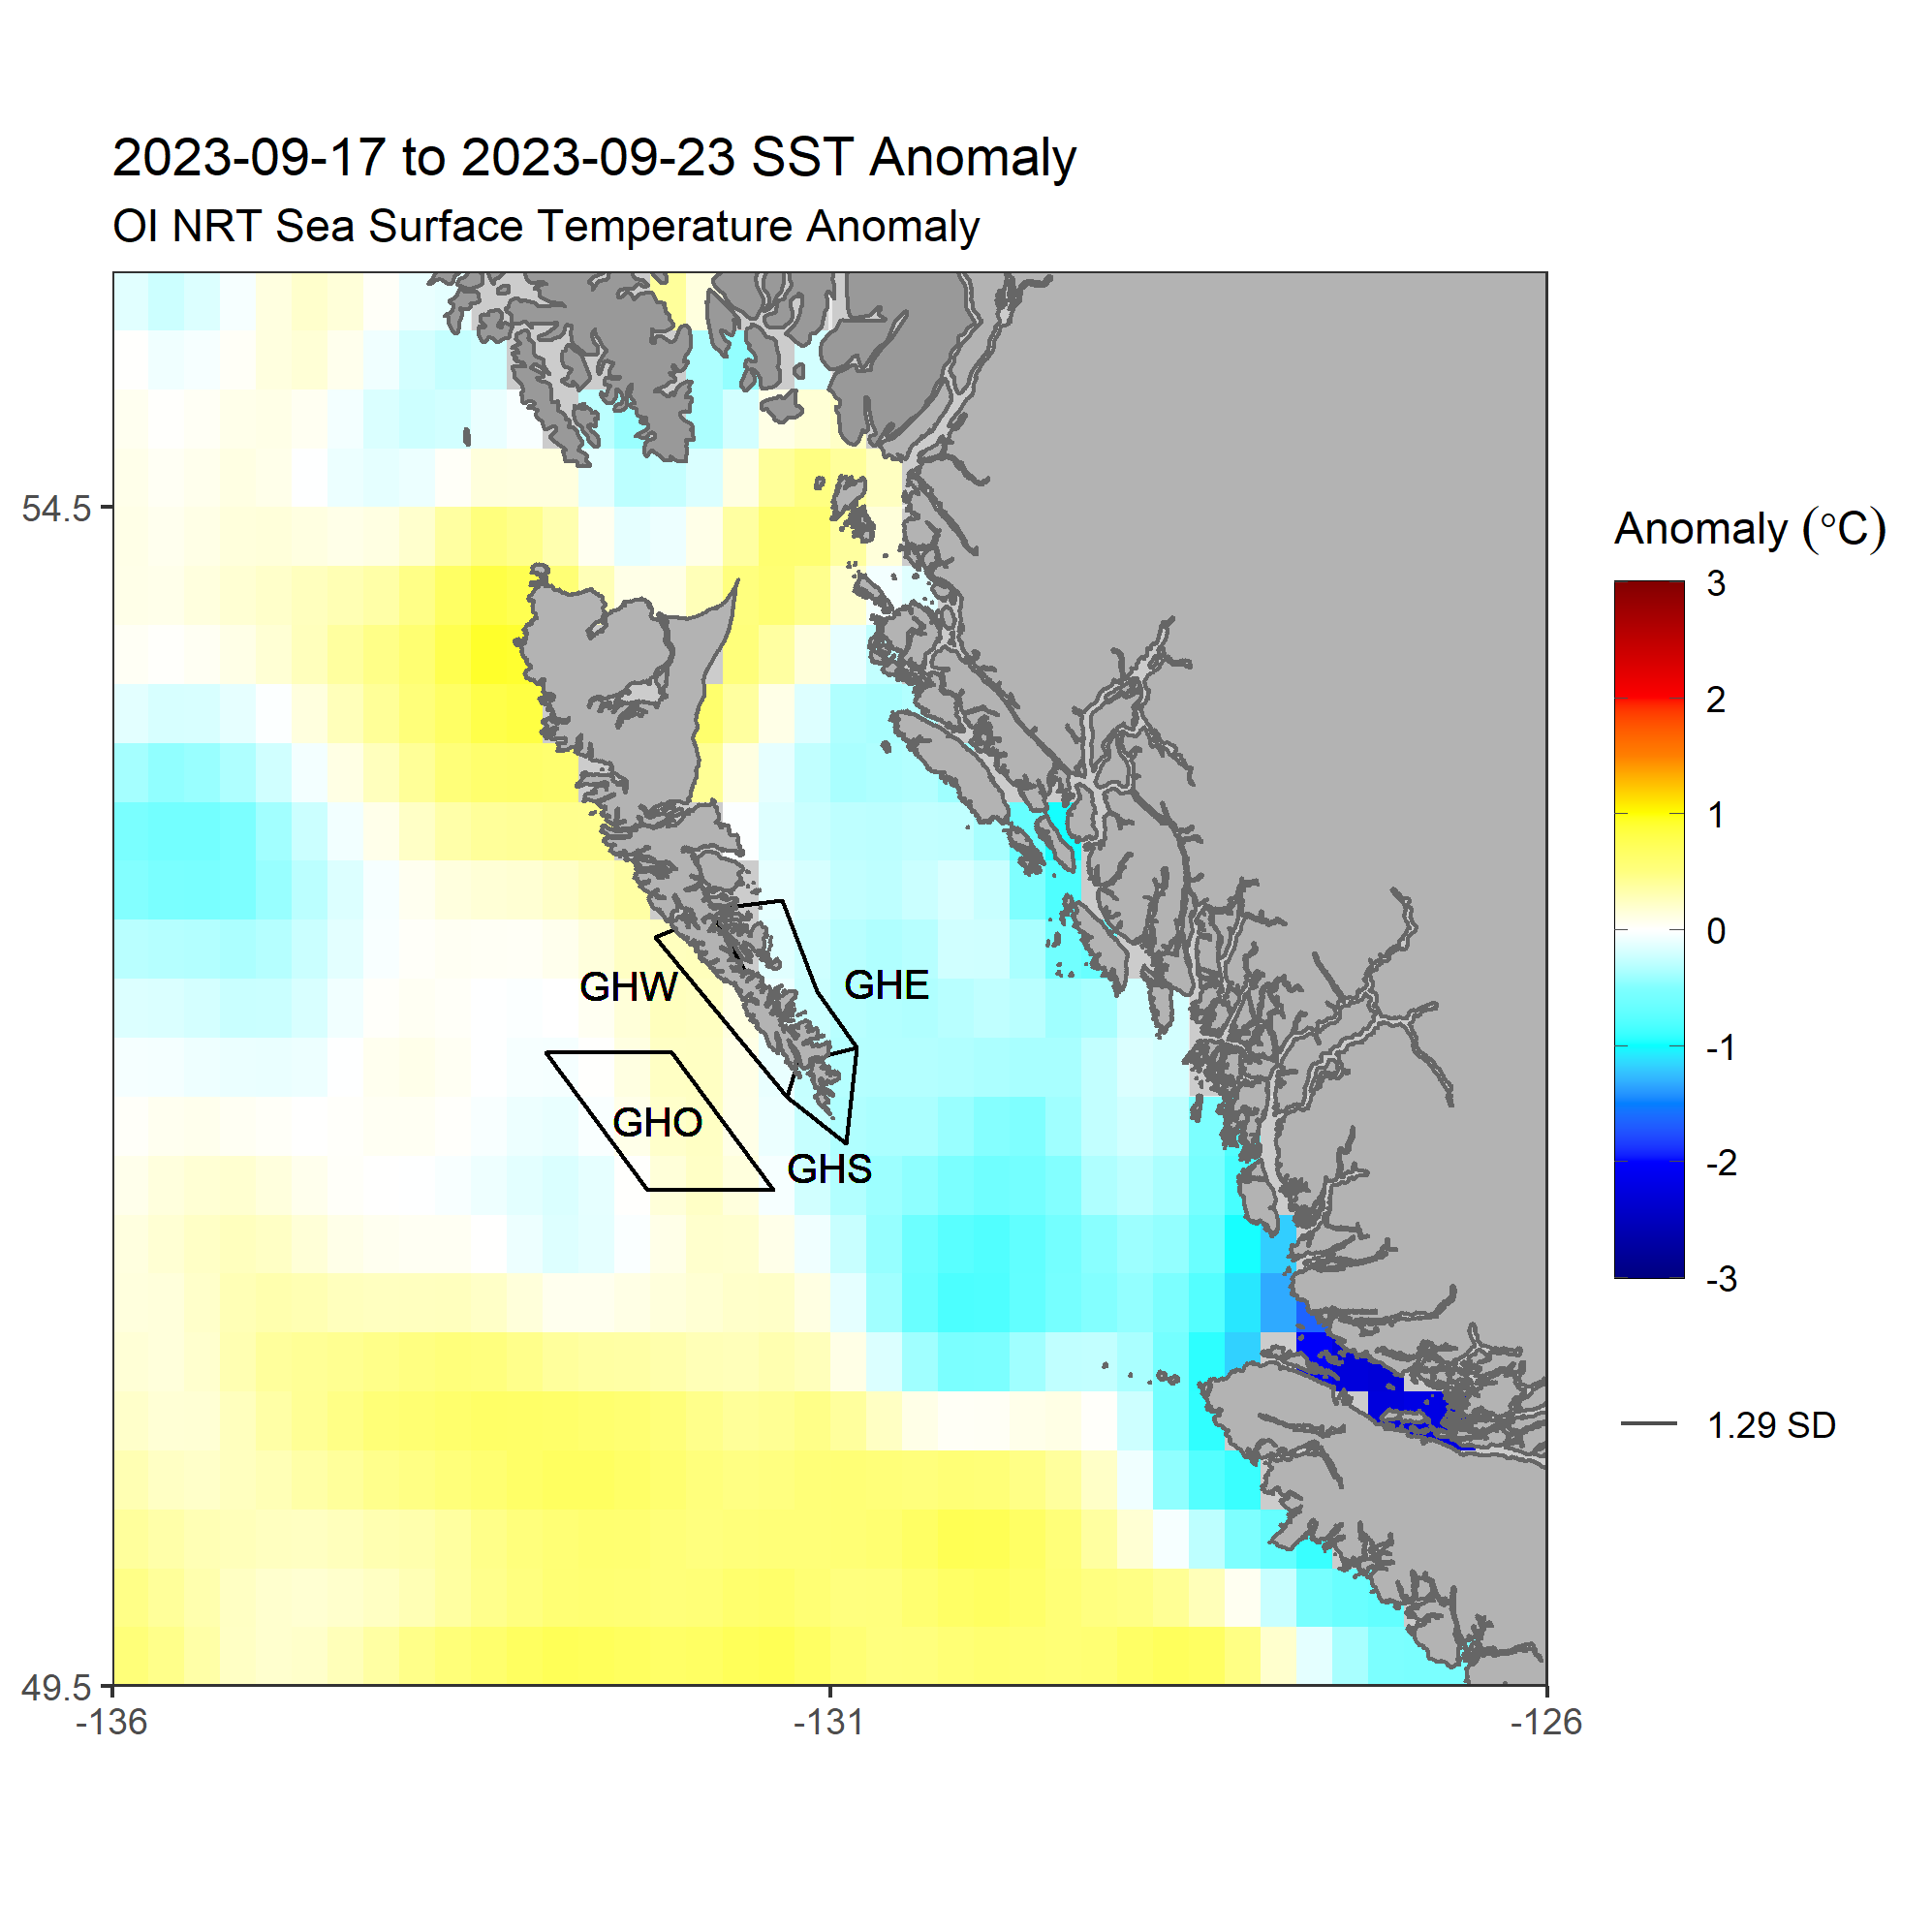 2023-09-17 to 2023-09-23 SST Anomaly
OI NRT Sea Surface Temperature Anomaly
54.5
49.5
-136
-131
-126
GHW
GHE
GHO
GHS
Anomaly (°C)
3
2
1
0
-1
-2
-3
1.29 SD